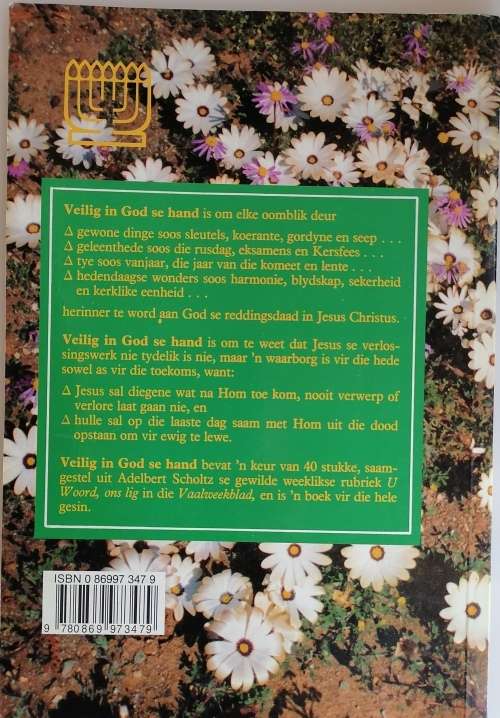 Veilig in God se hand is om elke oomblik deur
∆ gewone dinge soos sleutels, koerante, gordyne en seep . . .
∆ geleenthede soos die rusdag, eksamens en Kersfees . . .
∆ tye soos vanjaar, die jaar van die komeet en lente . . .
∆ hedendaagse wonders soos harmonie, blydskap, sekerheid
en kerklike eenheid . . .
herinner te word aan God se reddingsdaad in Jesus Christus.
Veilig in God se hand is om te weet dat Jesus se verlos-
singswerk nie tydelik is nie, maar 'n waarborg is vir die hede
sowel as vir die toekoms, want:
∆ Jesus sal diegene wat na Hom toe kom, nooit verwerp of
verlore laat gaan nie, en
∆ hulle sal op die laaste dag saam met Hom uit die dood
opstaan om vir ewig te lewe.
Veilig in God se hand bevat 'n keur van 40 stukke, saam-
gestel uit Adelbert Scholtz se gewilde weeklikse rubriek U
Woord, ons lig in die Vaalweekblad, en is 'n boek vir die hele
gesin.
ISBN 0 86997 347 9
9 780869 973479